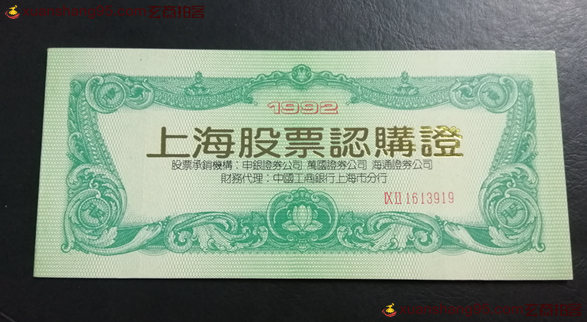 1992
上海股票認購證
股票承銷機構：申銀證券公司 萬國證券公司 海通證券公司
財務代理：中國工商銀行上海市分行
IXII 1613919